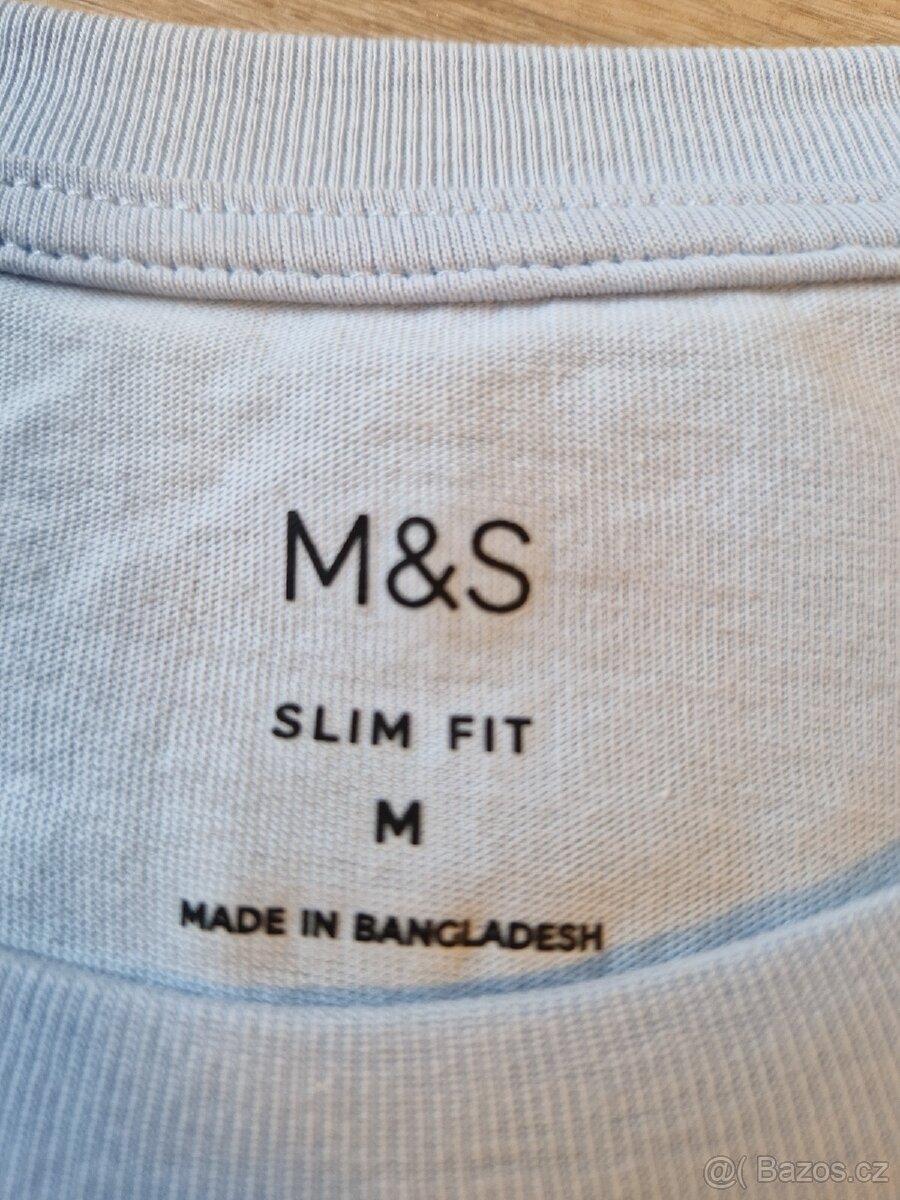 M&S
SLIM FIT
M
MADE IN BANGLADESH
@( Bazos.cz